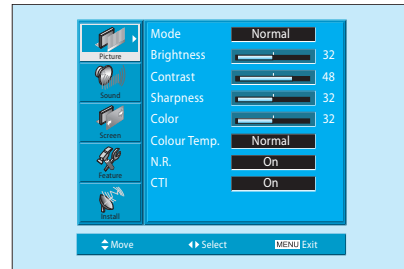 Picture
Sound
Screen
Feature
Install
Mode Normal
Brightness 32
Contrast 48
Sharpness 32
Color 32
Colour Temp. Normal
N.R. On
CTI On
Move Select MENU Exit